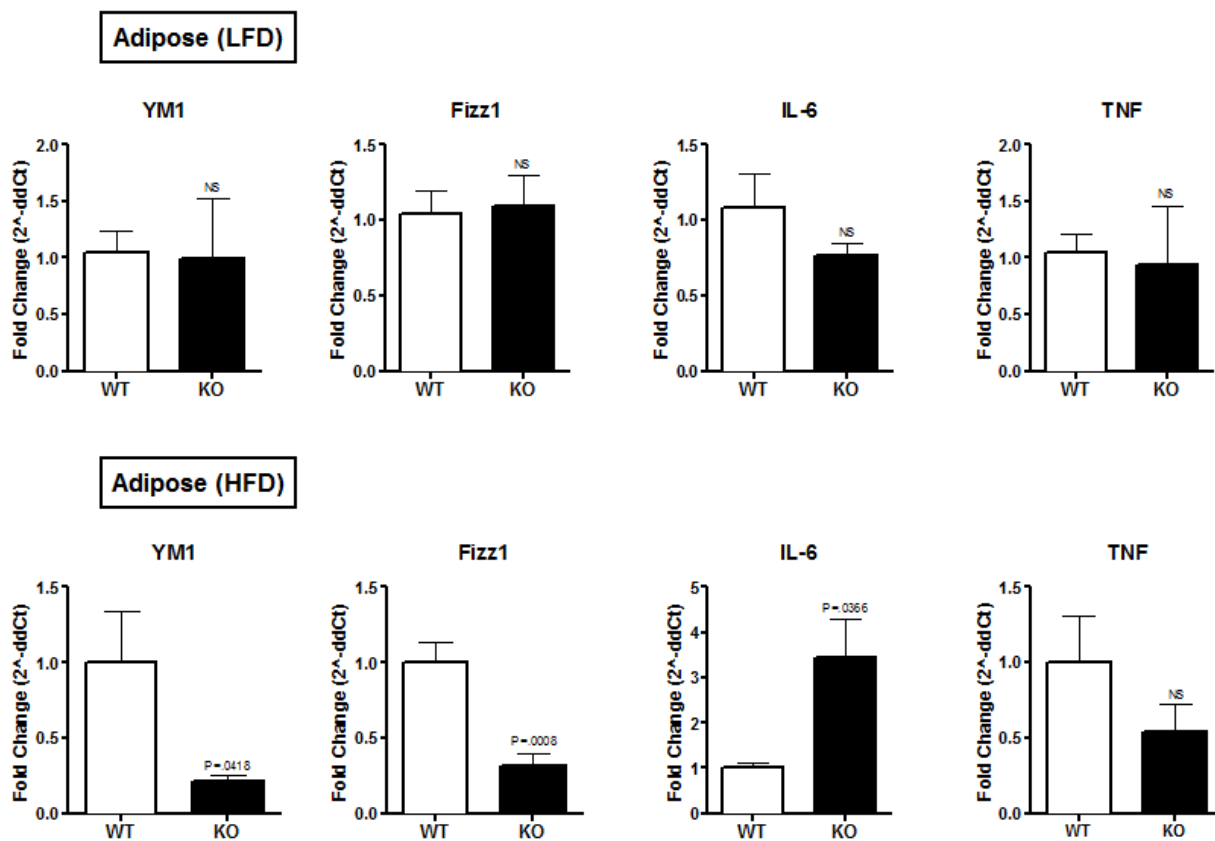 Adipose (LFD)
YM1
Fizz1
IL-6
TNF
Fold Change (2^-ddCt)
2.0
1.5
1.0
0.5
0.0
NS
WT
KO
Fold Change (2^-ddCt)
1.5
1.0
0.5
0.0
NS
WT
KO
Fold Change (2^-ddCt)
1.5
1.0
0.5
0.0
NS
WT
KO
Fold Change (2^-ddCt)
2.0
1.5
1.0
0.5
0.0
NS
WT
KO
Adipose (HFD)
YM1
Fizz1
IL-6
TNF
Fold Change (2^-ddCt)
1.5
1.0
0.5
0.0
P=.0418
WT
KO
Fold Change (2^-ddCt)
1.5
1.0
0.5
0.0
P=.0008
WT
KO
Fold Change (2^-ddCt)
5
4
3
2
1
0
P=.0366
WT
KO
Fold Change (2^-ddCt)
1.5
1.0
0.5
0.0
NS
WT
KO